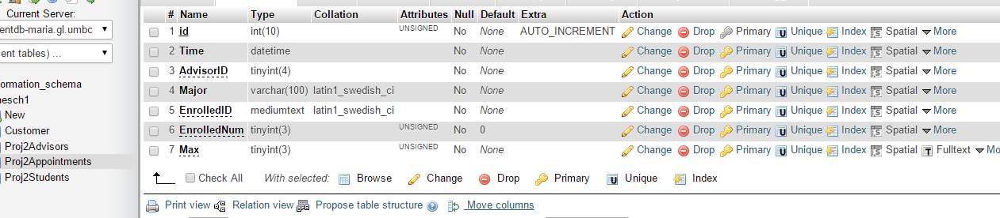 Current Server:
entdb-maria.gl.umbc
ent tables) ...
ormation_schema
esch1
New
Customer
Proj2Advisors
Proj2Appointments
Proj2Students
# Name Type Collation Attributes Null Default Extra Action
1 id int(10) UNSIGNED No None AUTO_INCREMENT Change Drop Primary Unique Index Spatial More
2 Time datetime No None Change Drop Primary Unique Index Spatial More
3 AdvisorID tinyint(4) No None Change Drop Primary Unique Index Spatial More
4 Major varchar(100) latin1_swedish_ci No None Change Drop Primary Unique Index Spatial More
5 EnrolledID mediumtext latin1_swedish_ci No None Change Drop Primary Unique Index Spatial More
6 EnrolledNum tinyint(3) UNSIGNED No 0 Change Drop Primary Unique Index Spatial More
7 Max tinyint(3) UNSIGNED No None Change Drop Primary Unique Index Spatial Fulltext Mo
Check All With selected: Browse Change Drop Primary Unique Index
Print view Relation view Propose table structure Move columns